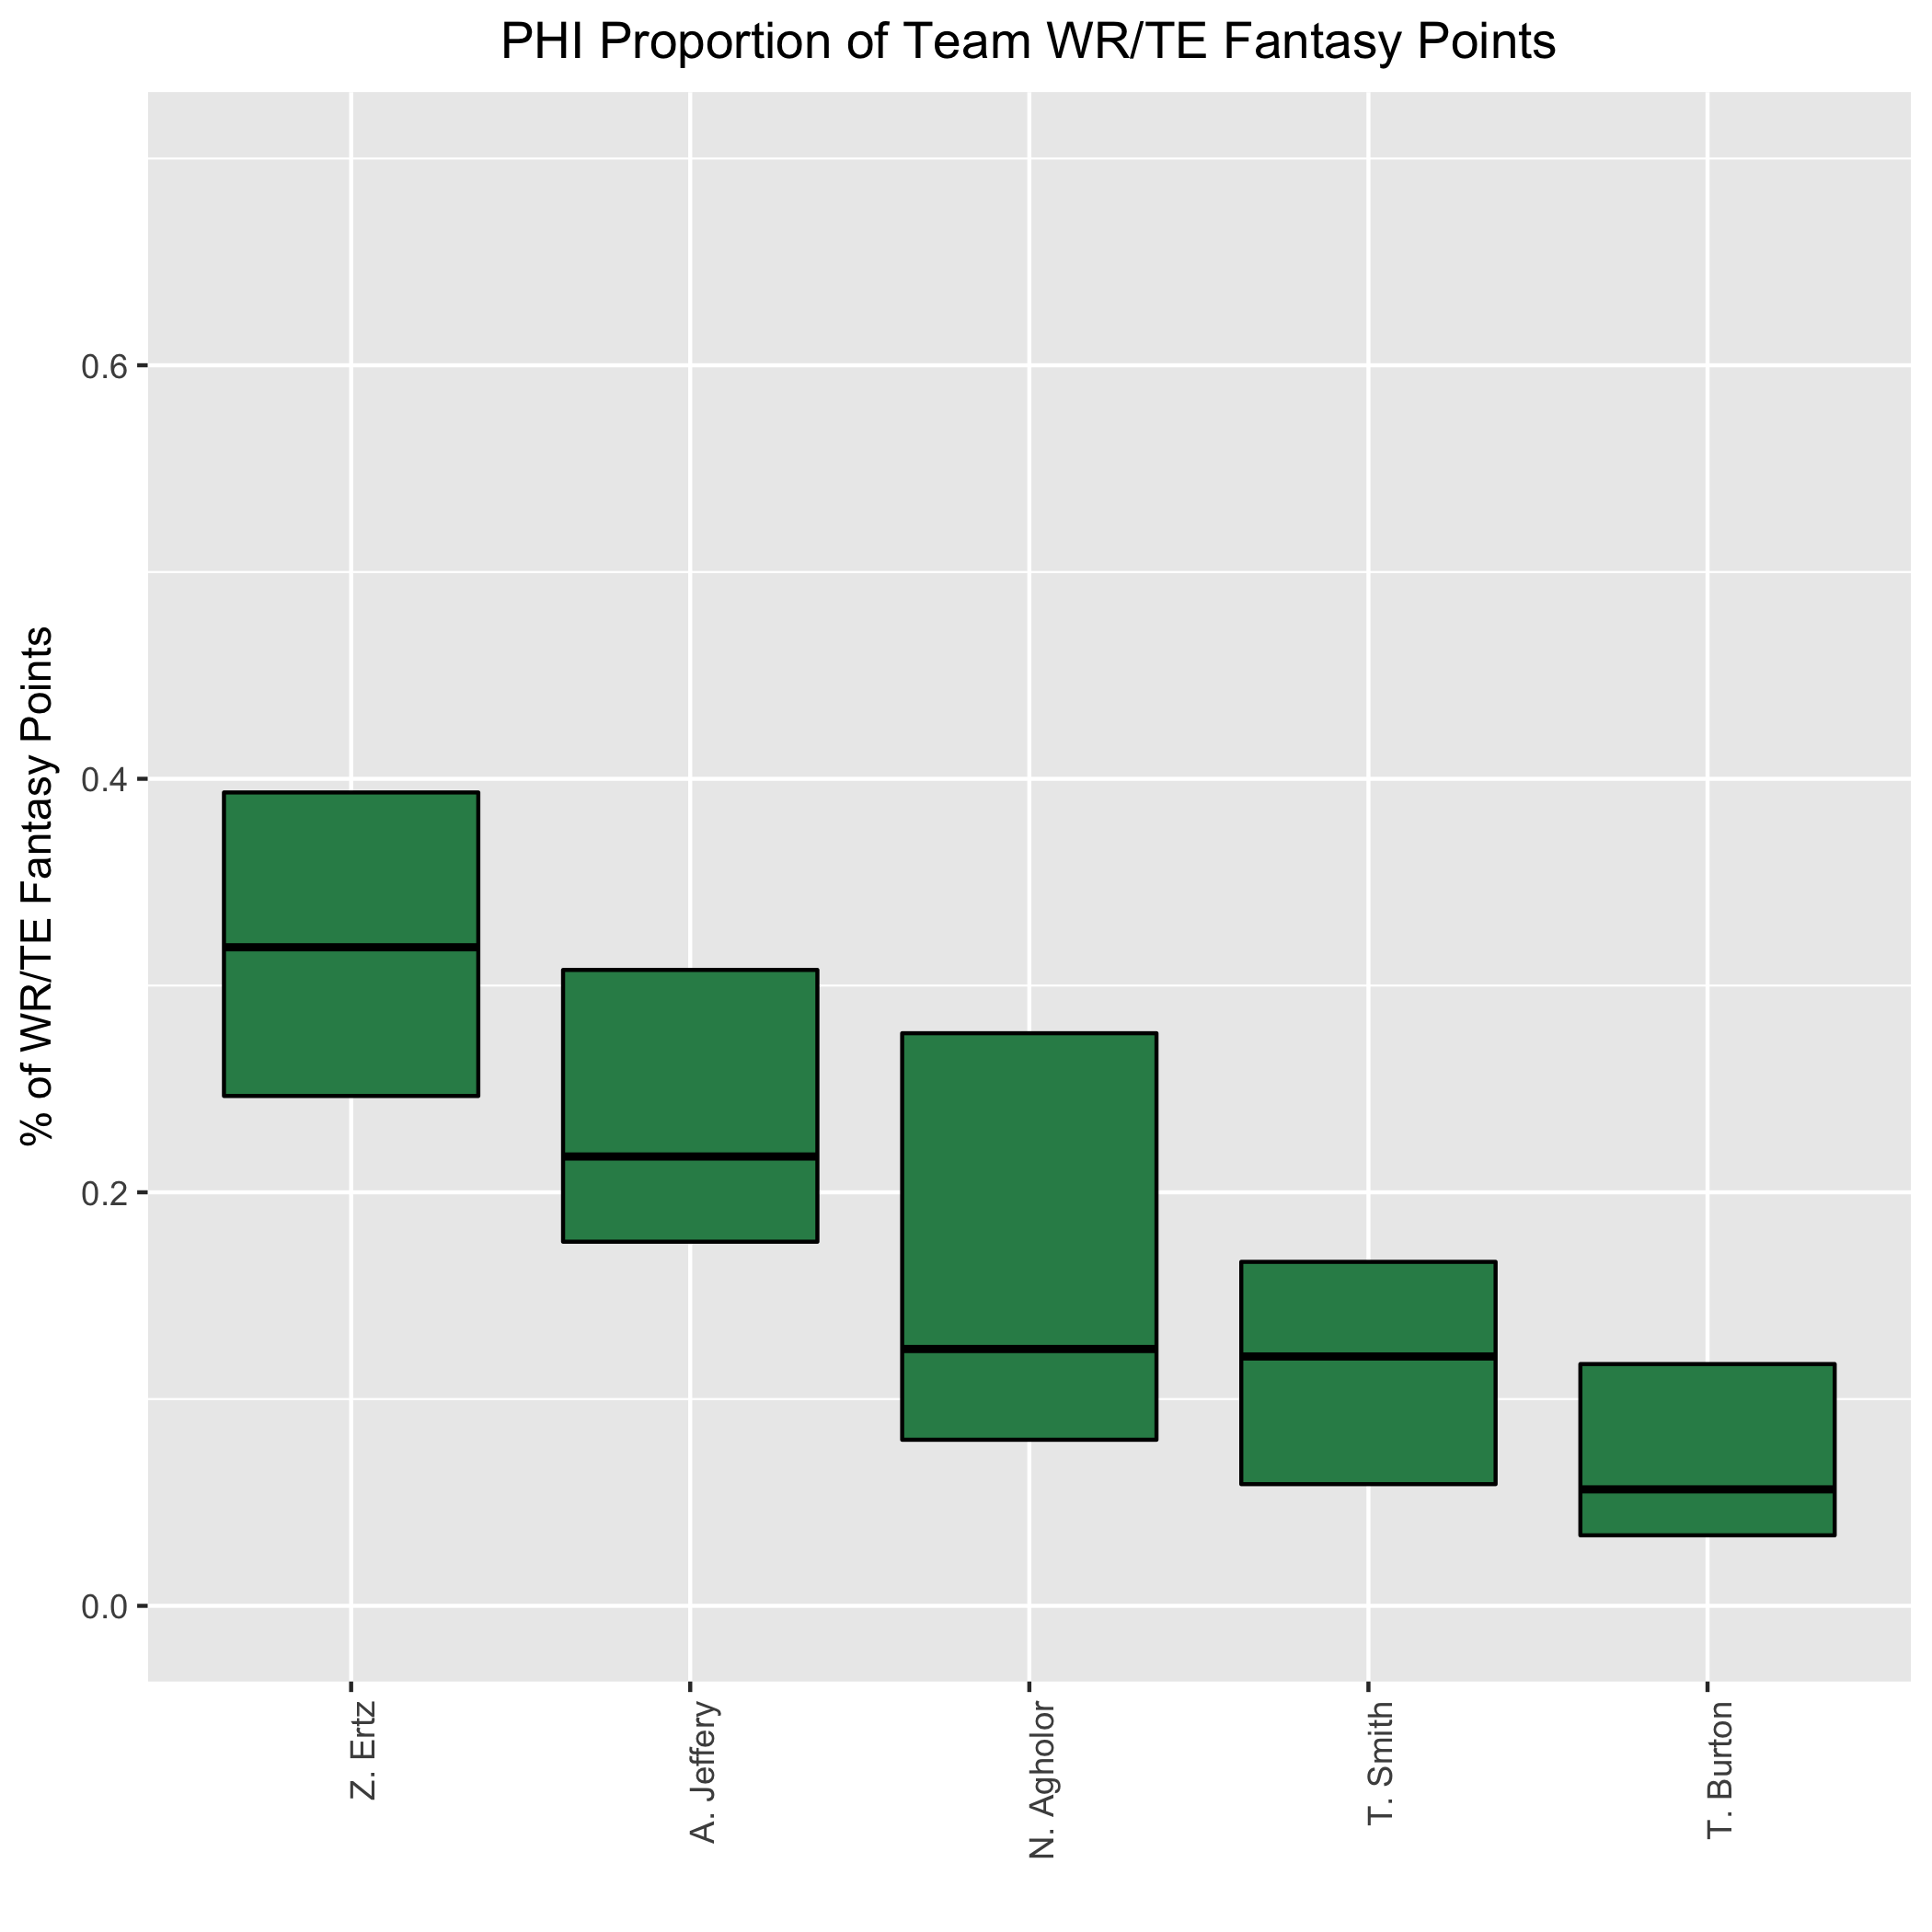 PHI Proportion of Team WR/TE Fantasy Points
% of WR/TE Fantasy Points
0.6
0.4
0.2
0.0
Z. Ertz
A. Jeffery
N. Agholor
T. Smith
T. Burton